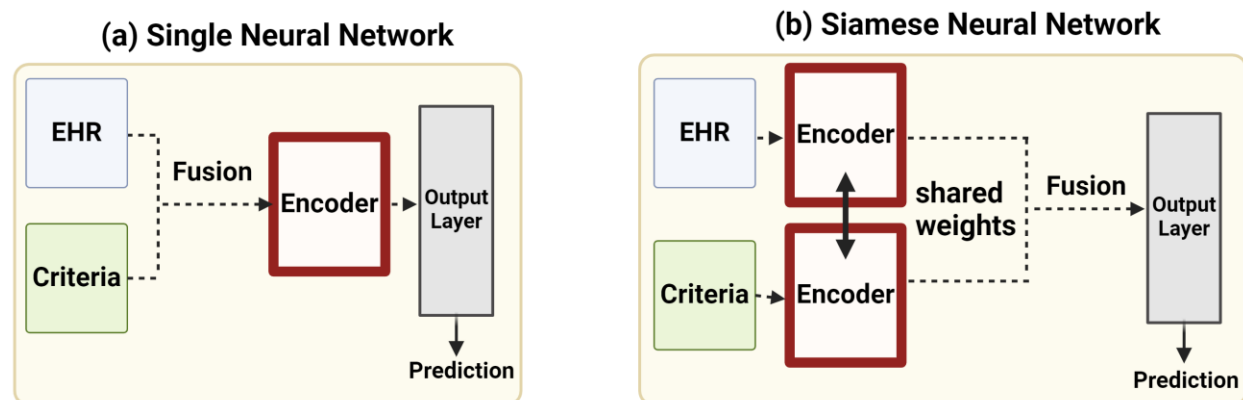 (a) Single Neural Network
EHR
Criteria
Fusion
Encoder
Output
Layer
Prediction
(b) Siamese Neural Network
EHR
Criteria
Encoder
Encoder
shared
weights
Fusion
Output
Layer
Prediction